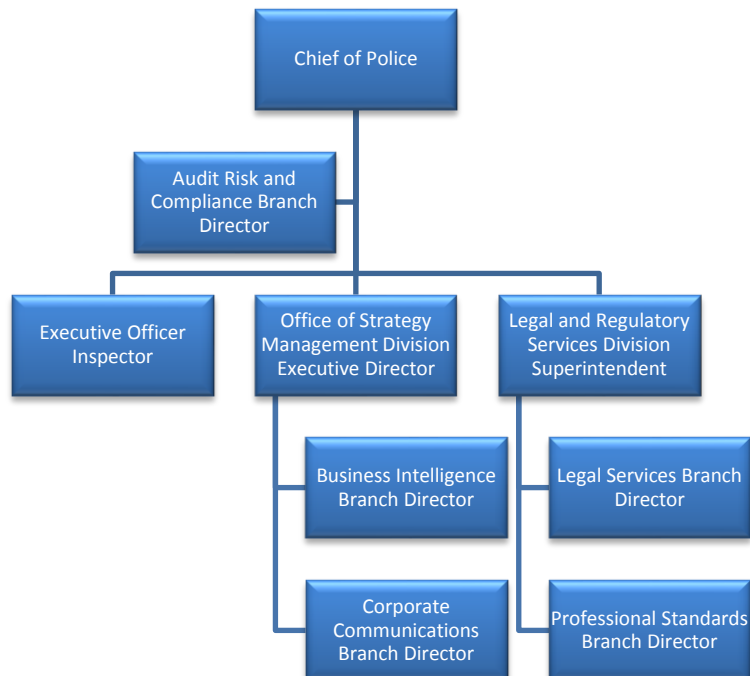 Chief of Police
Audit Risk and
Compliance Branch
Director
Executive Officer
Inspector
Office of Strategy
Management Division
Executive Director
Legal and Regulatory
Services Division
Superintendent
Business Intelligence
Branch Director
Legal Services Branch
Director
Corporate
Communications
Branch Director
Professional Standards
Branch Director